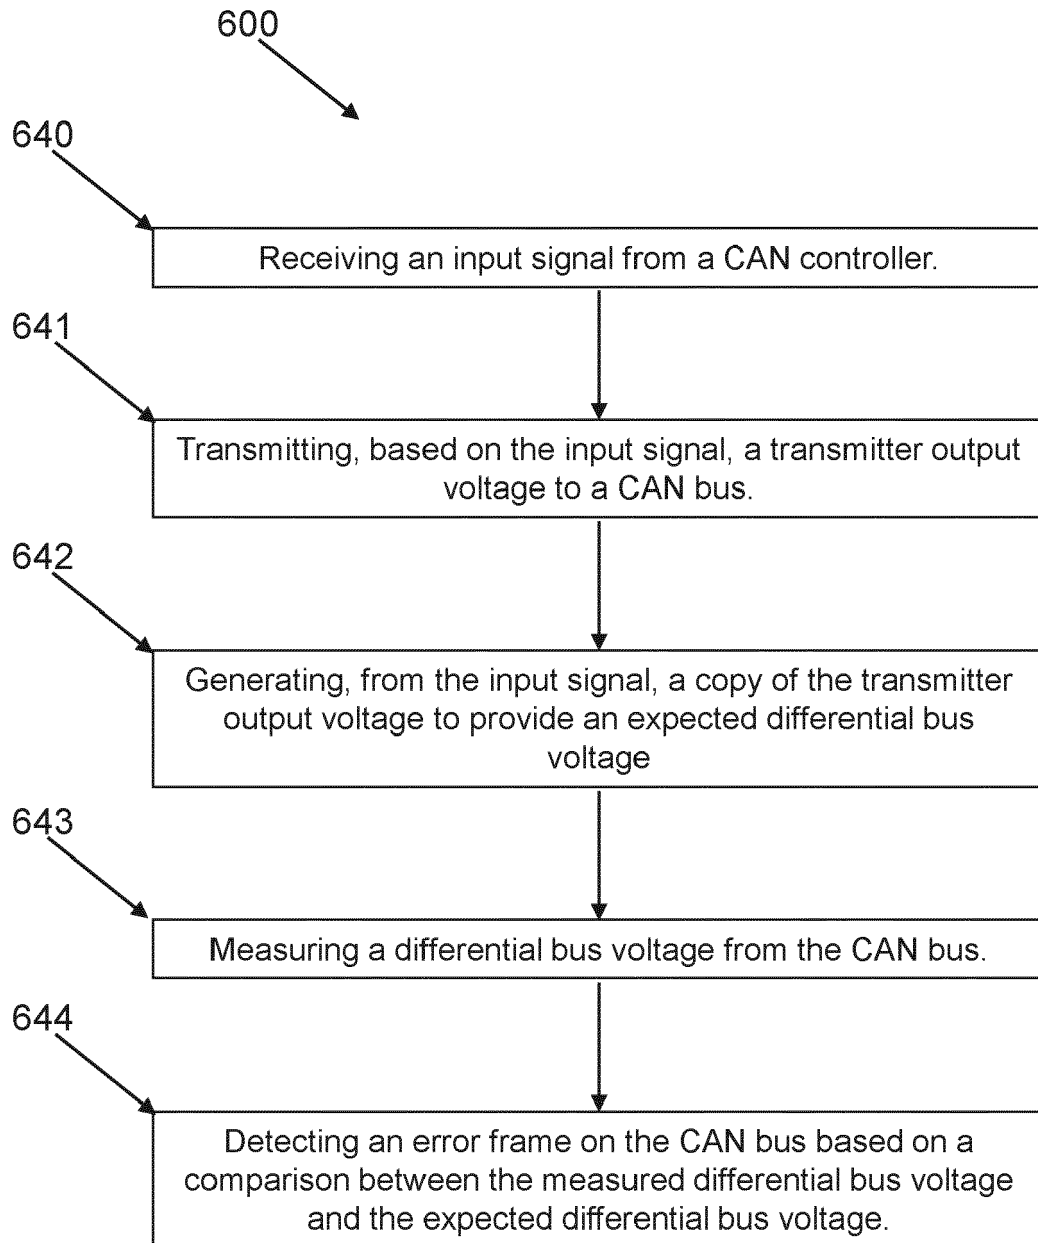 600
640
Receiving an input signal from a CAN controller.
641
Transmitting, based on the input signal, a transmitter output
voltage to a CAN bus.
642
Generating, from the input signal, a copy of the transmitter
output voltage to provide an expected differential bus
voltage
643
Measuring a differential bus voltage from the CAN bus.
644
Detecting an error frame on the CAN bus based on a
comparison between the measured differential bus voltage
and the expected differential bus voltage.